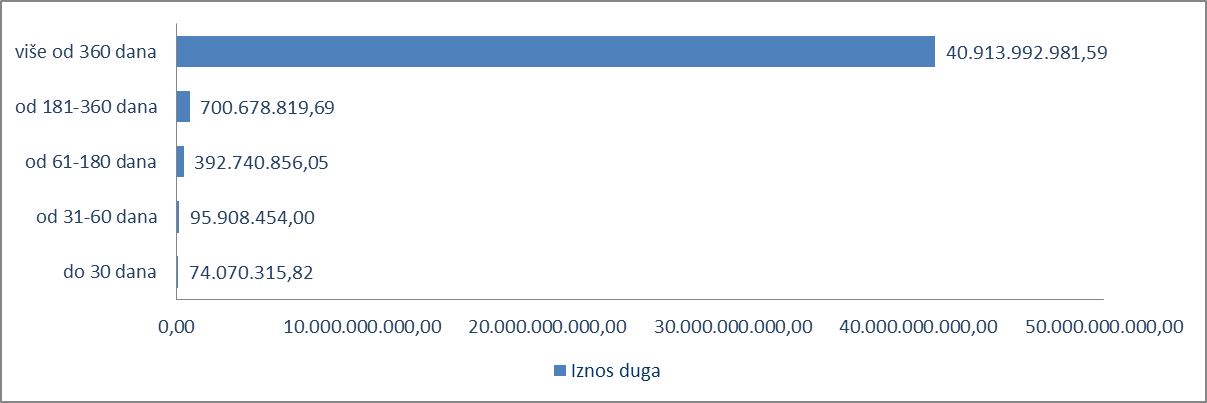 više od 360 dana 40.913.992.981,59
od 181-360 dana 700.678.819,69
od 61-180 dana 392.740.856,05
od 31-60 dana 95.908.454,00
do 30 dana 74.070.315,82
0,00 10.000.000.000,00 20.000.000.000,00 30.000.000.000,00 40.000.000.000,00 50.000.000.000,00
Iznos duga